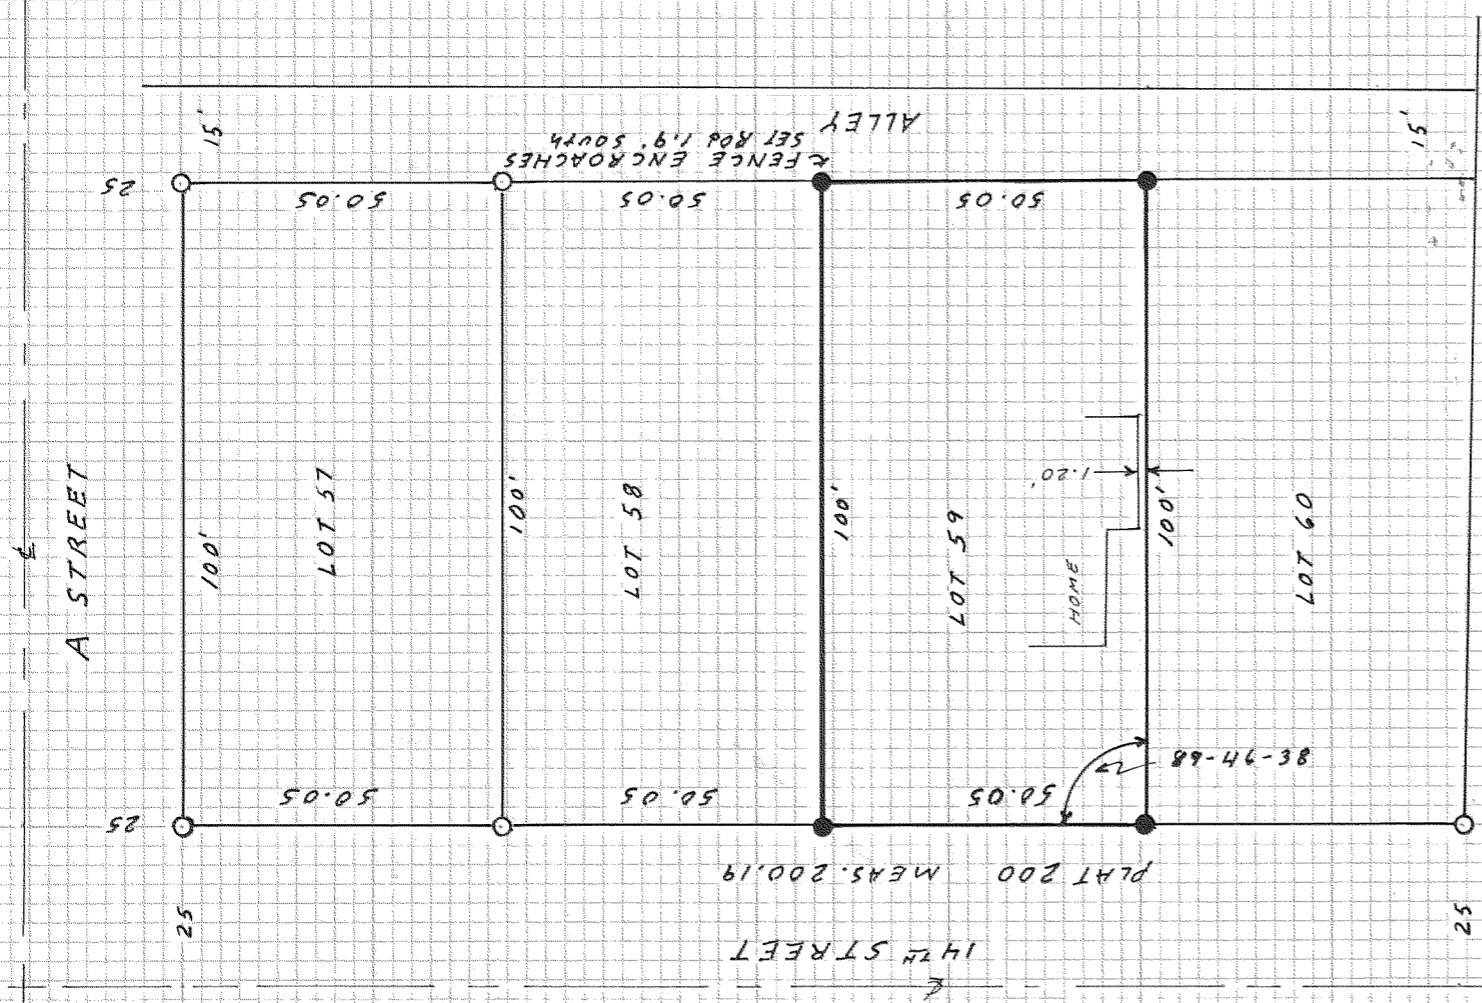 15'
ALLEY
FENCE ENCROACHES
SET ROD 1.9' SOUTH
15'
25
50.05
50.05
50.05
℄
A STREET
100'
LOT 57
100'
LOT 58
100'
LOT 59
HOME
1.20'
100'
LOT 60
88-46-38
25
50.05
50.05
50.05
PLAT 200 MEAS. 200.19
25
25
14TH STREET
℄